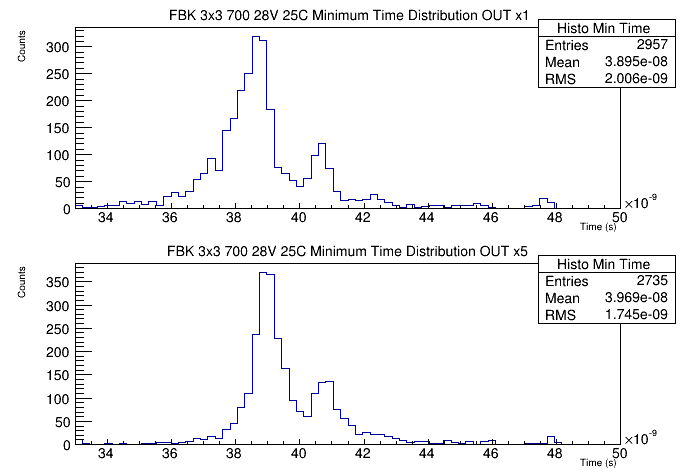 FBK 3x3 700 28V 25C Minimum Time Distribution OUT x1
Histo Min Time
Entries 2957
Mean 3.895e-08
RMS 2.006e-09
Counts
300
250
200
150
100
50
0
34 36 38 40 42 44 46 48 50
×10-9
Time (s)
FBK 3x3 700 28V 25C Minimum Time Distribution OUT x5
Histo Min Time
Entries 2735
Mean 3.969e-08
RMS 1.745e-09
Counts
350
300
250
200
150
100
50
0
34 36 38 40 42 44 46 48 50
×10-9
Time (s)